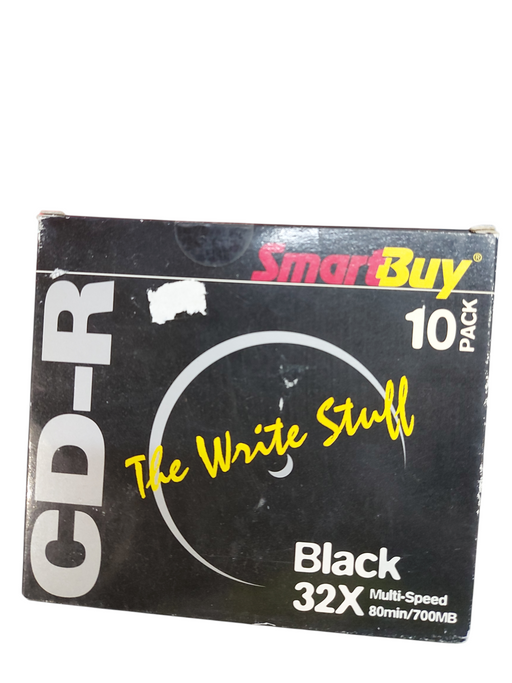 SmartBuy®
10 PACK
CD-R
The Write Stuff
Black
32X Multi-Speed
80min/700MB